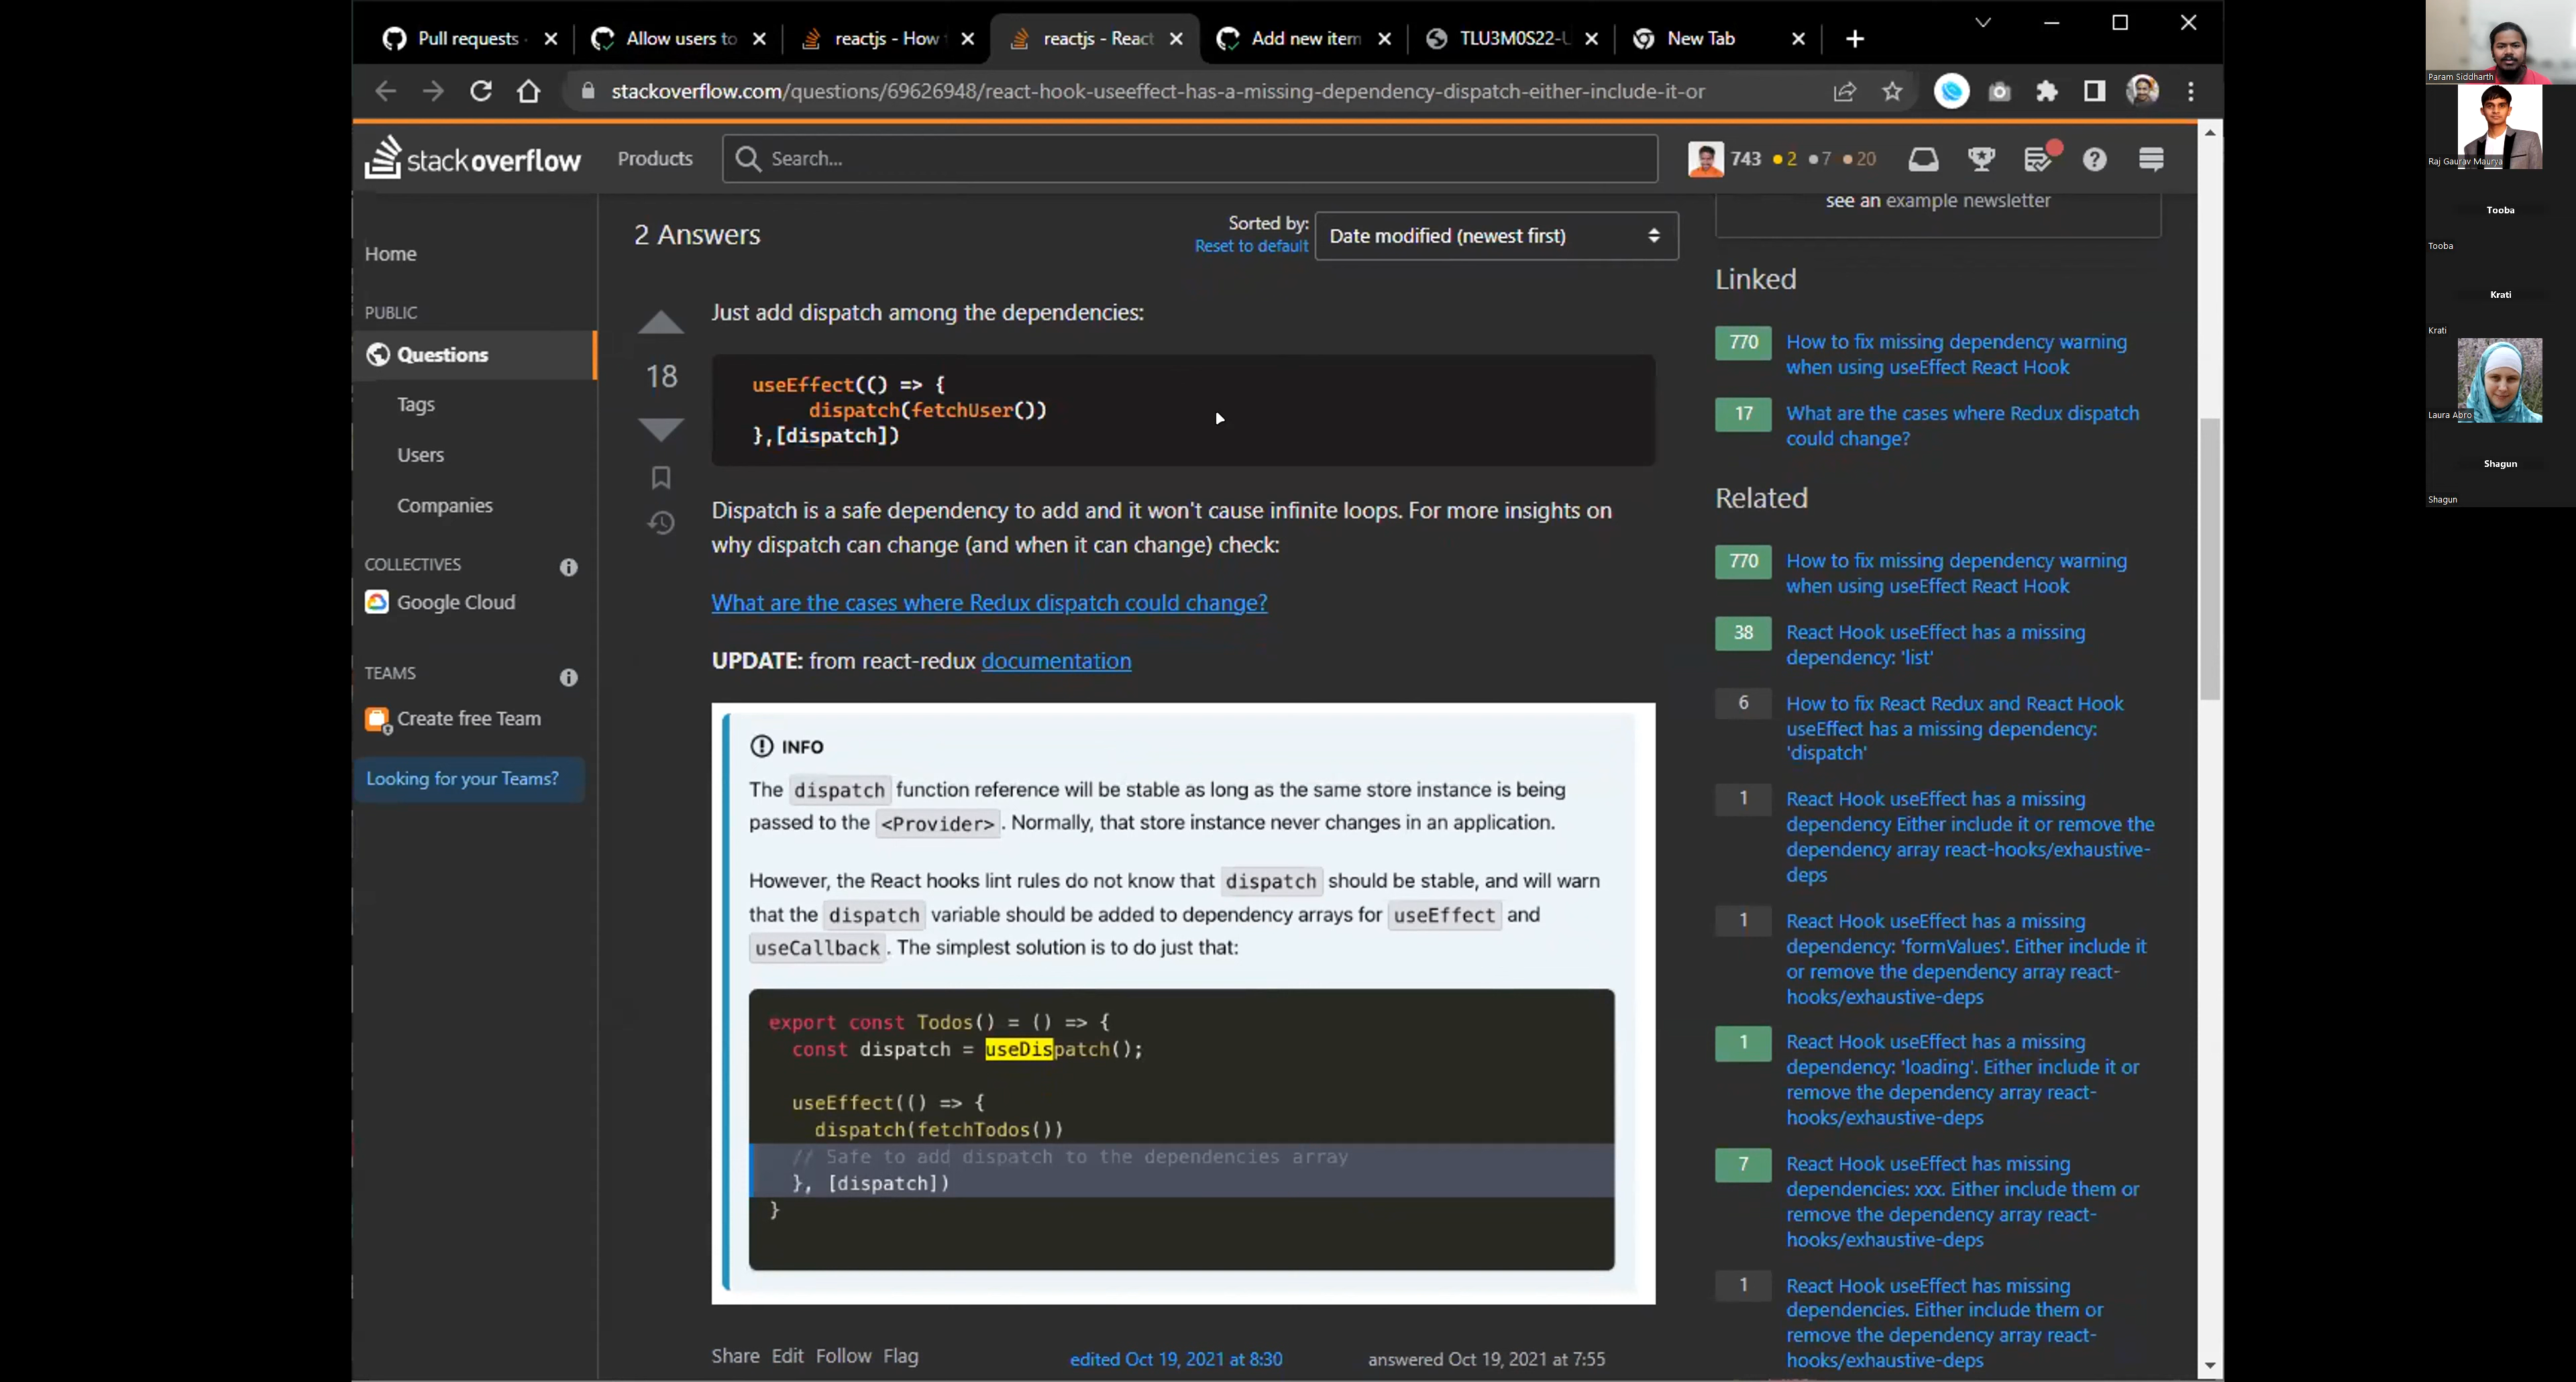 Pull requests
Allow users to
reactjs - How
reactjs - React
Add new item
TLU3M0S22-U
New Tab
stackoverflow.com/questions/69626948/react-hook-useeffect-has-a-missing-dependency-dispatch-either-include-it-or
stackoverflow
Products
Search...
743 2 7 20
Home
PUBLIC
Questions
Tags
Users
Companies
COLLECTIVES
Google Cloud
TEAMS
Create free Team
Looking for your Teams?
2 Answers
Sorted by:
Reset to default
Date modified (newest first)
18
Just add dispatch among the dependencies:
useEffect(() => {
dispatch(fetchUser())
},[dispatch])
Dispatch is a safe dependency to add and it won't cause infinite loops. For more insights on
why dispatch can change (and when it can change) check:
What are the cases where Redux dispatch could change?
UPDATE: from react-redux documentation
INFO
The dispatch function reference will be stable as long as the same store instance is being
passed to the <Provider>. Normally, that store instance never changes in an application.
However, the React hooks lint rules do not know that dispatch should be stable, and will warn
that the dispatch variable should be added to dependency arrays for useEffect and
useCallback. The simplest solution is to do just that:
export const Todos() = () => {
const dispatch = useDispatch();
useEffect(() => {
dispatch(fetchTodos())
// Safe to add dispatch to the dependencies array
}, [dispatch])
}
Share Edit Follow Flag
edited Oct 19, 2021 at 8:30
answered Oct 19, 2021 at 7:55
see an example newsletter
Linked
770 How to fix missing dependency warning
when using useEffect React Hook
17 What are the cases where Redux dispatch
could change?
Related
770 How to fix missing dependency warning
when using useEffect React Hook
38 React Hook useEffect has a missing
dependency: 'list'
6 How to fix React Redux and React Hook
useEffect has a missing dependency:
'dispatch'
1 React Hook useEffect has a missing
dependency Either include it or remove the
dependency array react-hooks/exhaustive-
deps
1 React Hook useEffect has a missing
dependency: 'formValues'. Either include it
or remove the dependency array react-
hooks/exhaustive-deps
1 React Hook useEffect has a missing
dependency: 'loading'. Either include it or
remove the dependency array react-
hooks/exhaustive-deps
7 React Hook useEffect has missing
dependencies: xxx. Either include them or
remove the dependency array react-
hooks/exhaustive-deps
1 React Hook useEffect has missing
dependencies. Either include them or
remove the dependency array react-
hooks/exhaustive-deps
Param Siddharth
Raj Gaurav Maurya
Tooba
Tooba
Krati
Krati
Laura Abro
Shagun
Shagun